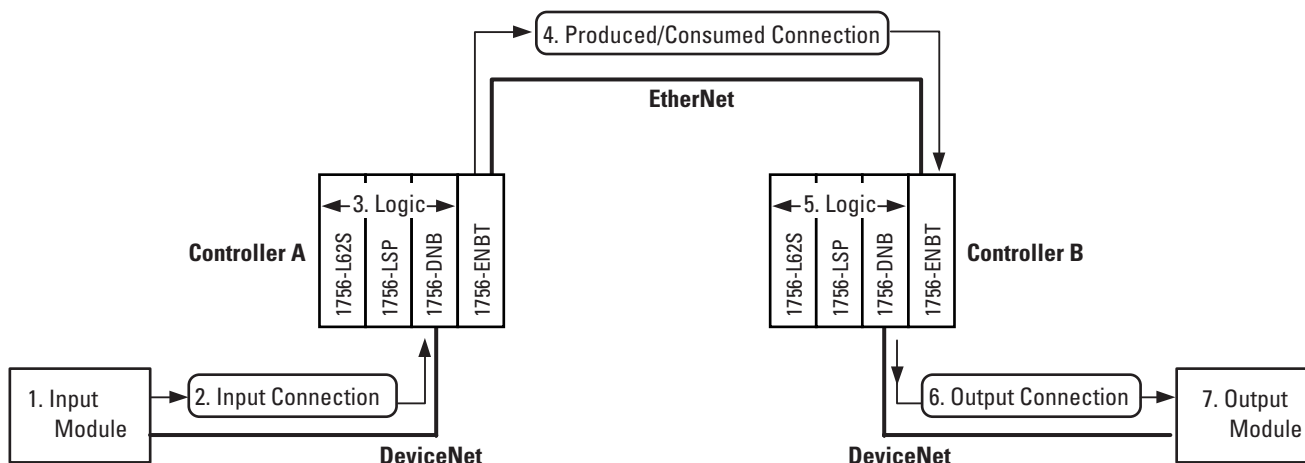 4. Produced/Consumed Connection
EtherNet
Controller A
3. Logic
1756-L62S
1756-LSP
1756-DNB
1756-ENBT
5. Logic
1756-L62S
1756-LSP
1756-DNB
1756-ENBT
Controller B
1. Input
Module
2. Input Connection
DeviceNet
6. Output Connection
7. Output
Module
DeviceNet